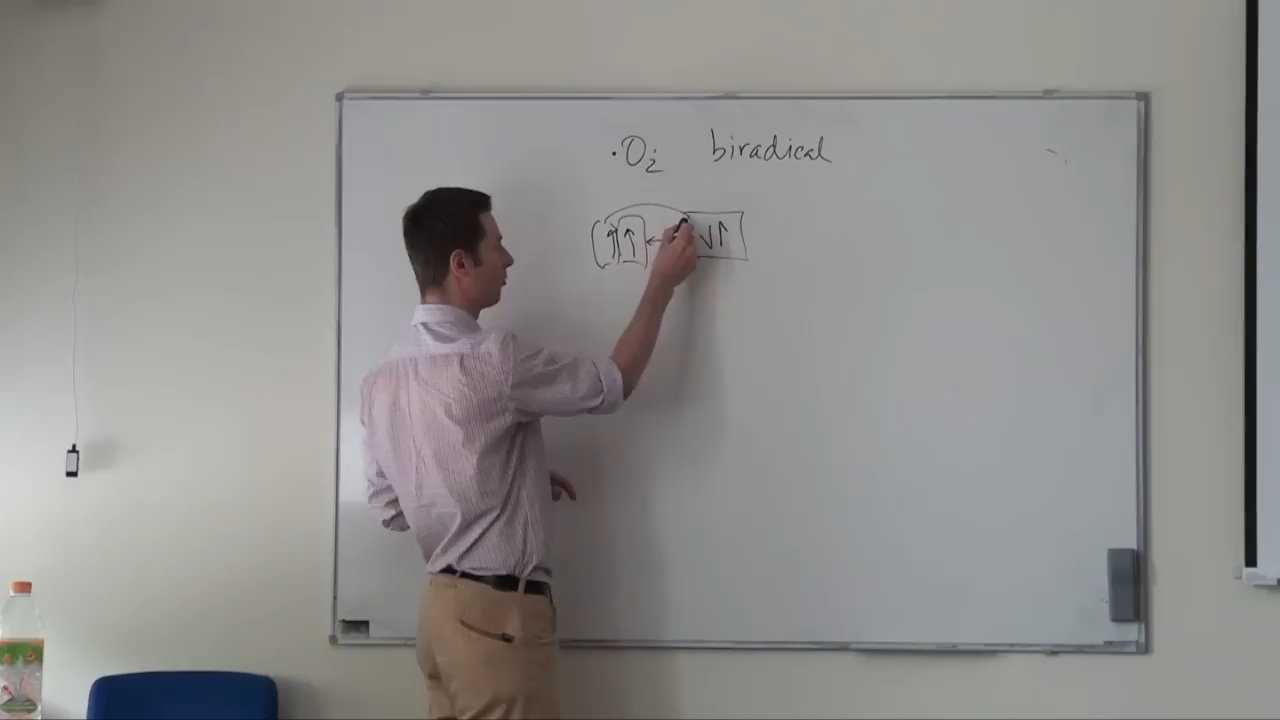 ·O₂ biradical
↑ ↑ ← ↓↑